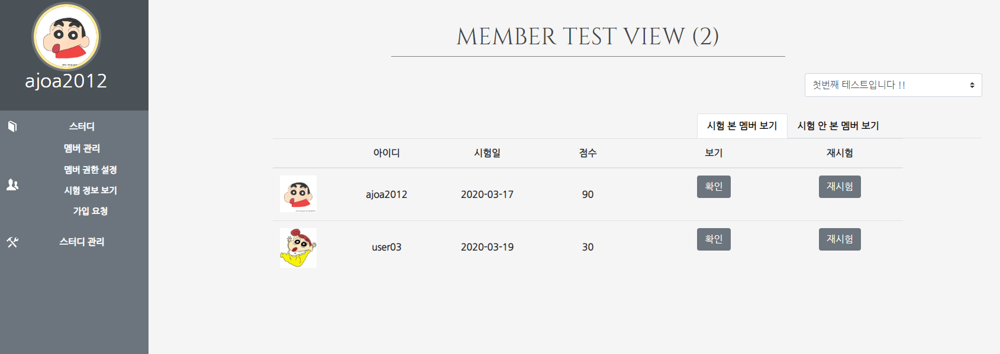 ajoa2012
스터디
멤버 관리
멤버 권한 설정
시험 정보 보기
가입 요청
스터디 관리
MEMBER TEST VIEW (2)
첫번째 테스트입니다 !!
시험 본 멤버 보기 시험 안 본 멤버 보기
아이디 시험일 점수 보기 재시험
ajoa2012 2020-03-17 90 확인 재시험
user03 2020-03-19 30 확인 재시험